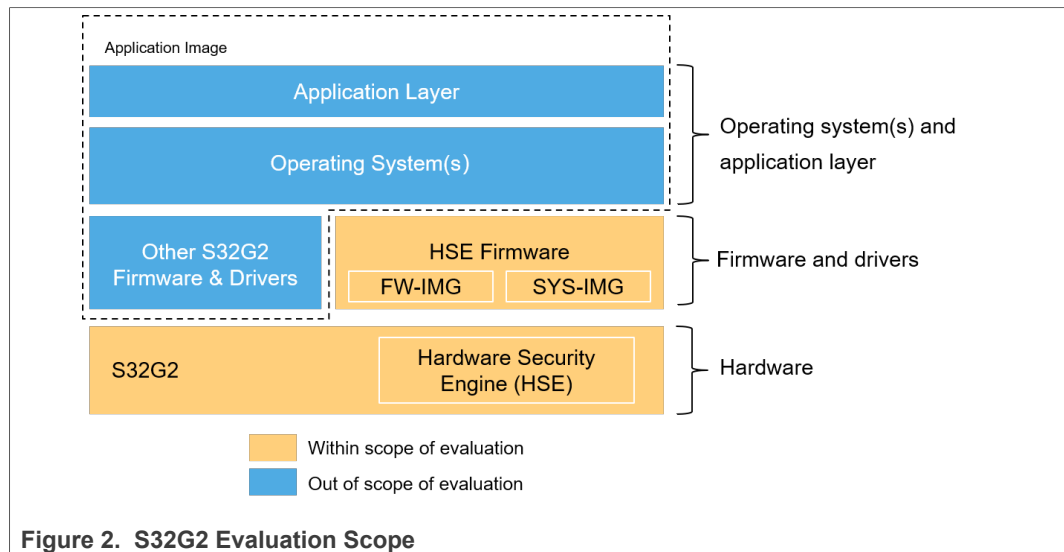 Application Image
Application Layer
Operating System(s)
Operating system(s) and
application layer
Other S32G2
Firmware & Drivers
HSE Firmware
FW-IMG
SYS-IMG
Firmware and drivers
S32G2
Hardware Security
Engine (HSE)
Hardware
Within scope of evaluation
Out of scope of evaluation
Figure 2. S32G2 Evaluation Scope